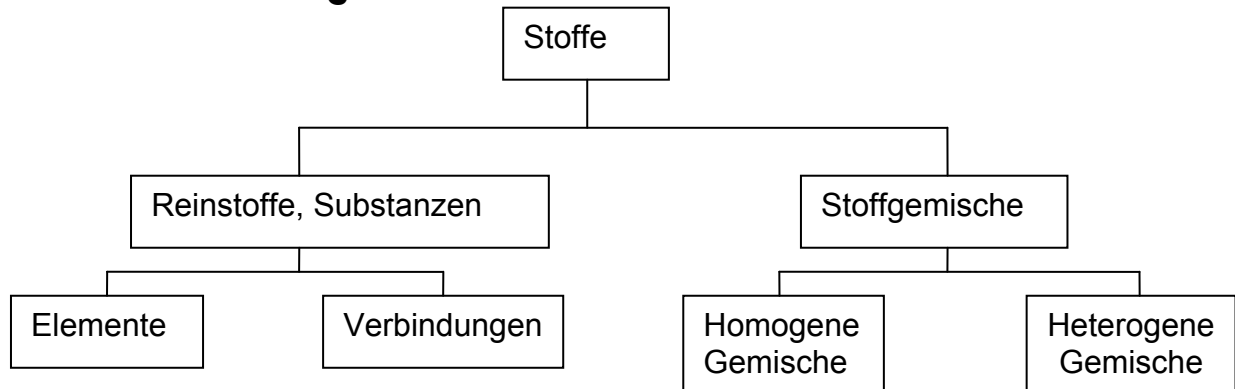 Stoffe
Reinstoffe, Substanzen
Stoffgemische
Elemente
Verbindungen
Homogene
Gemische
Heterogene
Gemische